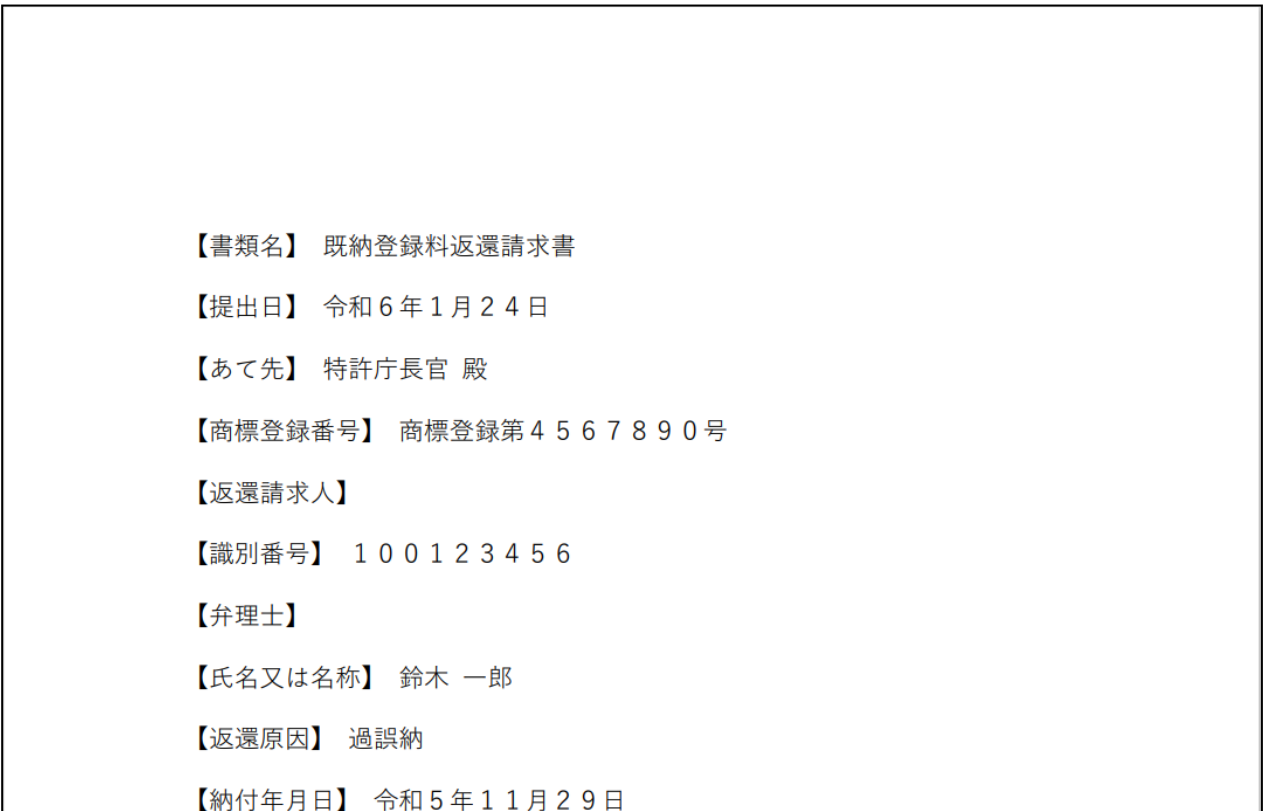 【書類名】 既納登録料返還請求書
【提出日】 令和６年１月２４日
【あて先】 特許庁長官 殿
【商標登録番号】 商標登録第４５６７８９０号
【返還請求人】
【識別番号】 １００１２３４５６
【弁理士】
【氏名又は名称】 鈴木 一郎
【返還原因】 過誤納
【納付年月日】 令和５年１１月２９日